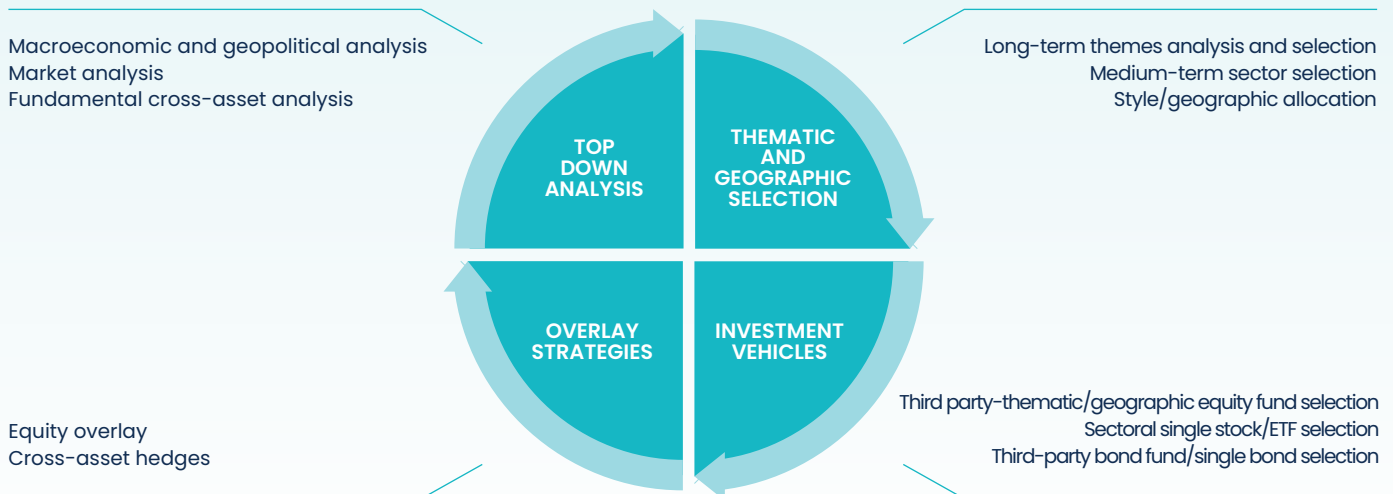 Macroeconomic and geopolitical analysis
Market analysis
Fundamental cross-asset analysis
TOP
DOWN
ANALYSIS
THEMATIC
AND
GEOGRAPHIC
SELECTION
Long-term themes analysis and selection
Medium-term sector selection
Style/geographic allocation
Equity overlay
Cross-asset hedges
OVERLAY
STRATEGIES
INVESTMENT
VEHICLES
Third party-thematic/geographic equity fund selection
Sectoral single stock/ETF selection
Third-party bond fund/single bond selection